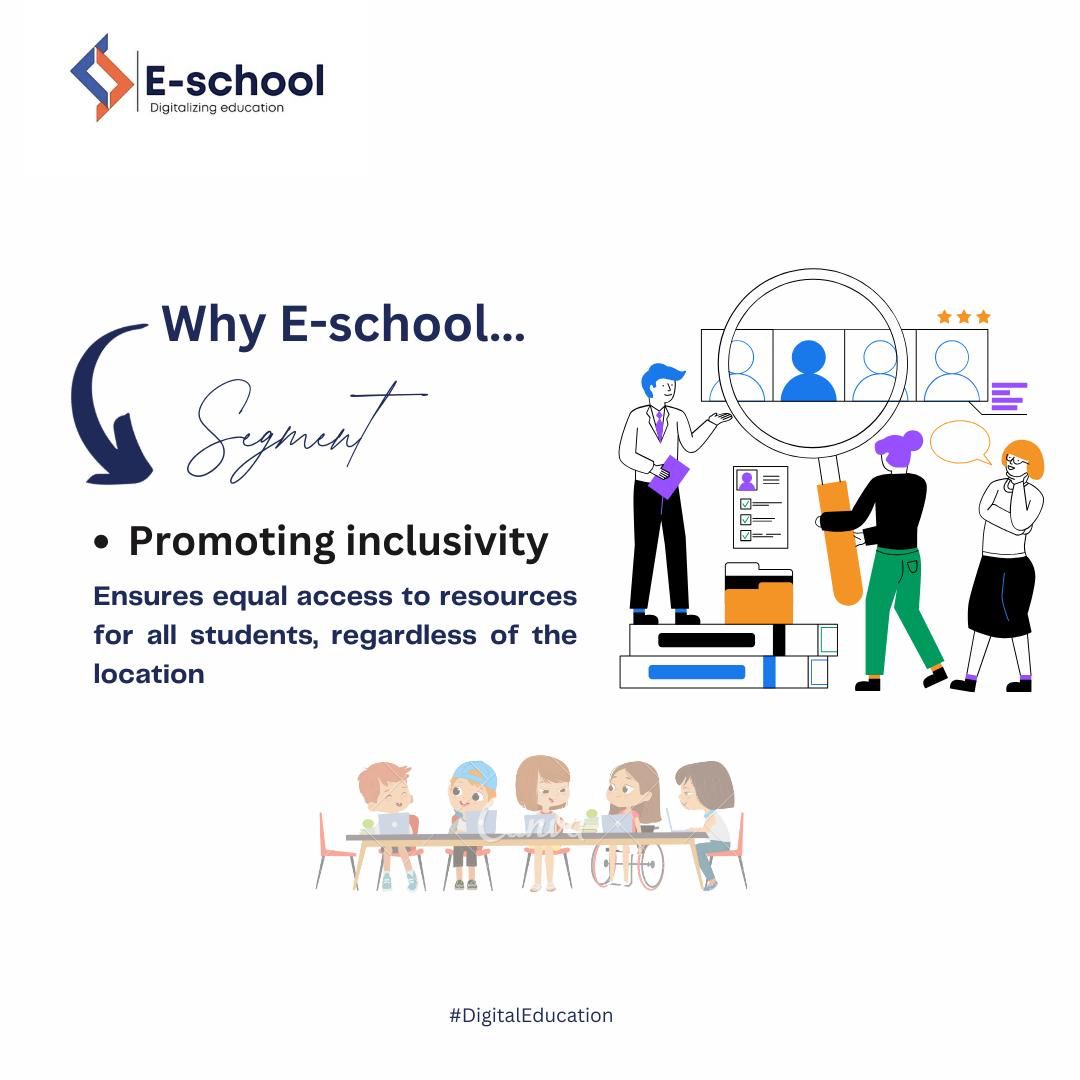 E-school
Digitalizing education
Why E-school...
Segment
• Promoting inclusivity
Ensures equal access to resources
for all students, regardless of the
location
Canva
#DigitalEducation